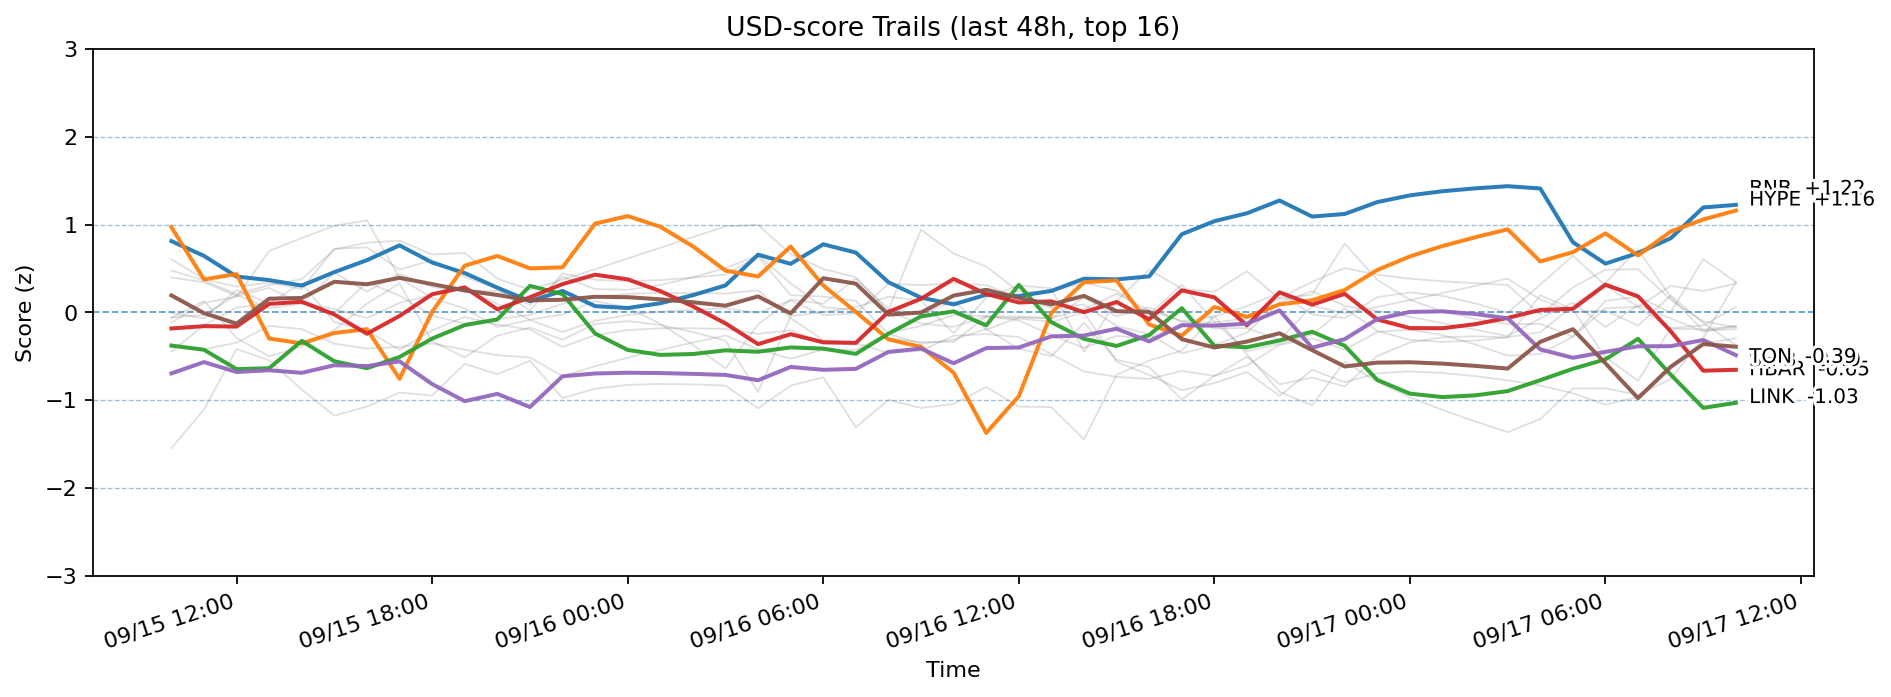 USD-score Trails (last 48h, top 16)
3
2
1
0
−1
−2
−3
Score (z)
BNB +1.22
HYPE +1.16
TON -0.39
HBAR -0.65
LINK -1.03
09/15 12:00
09/15 18:00
09/16 00:00
09/16 06:00
09/16 12:00
09/16 18:00
09/17 00:00
09/17 06:00
09/17 12:00
Time